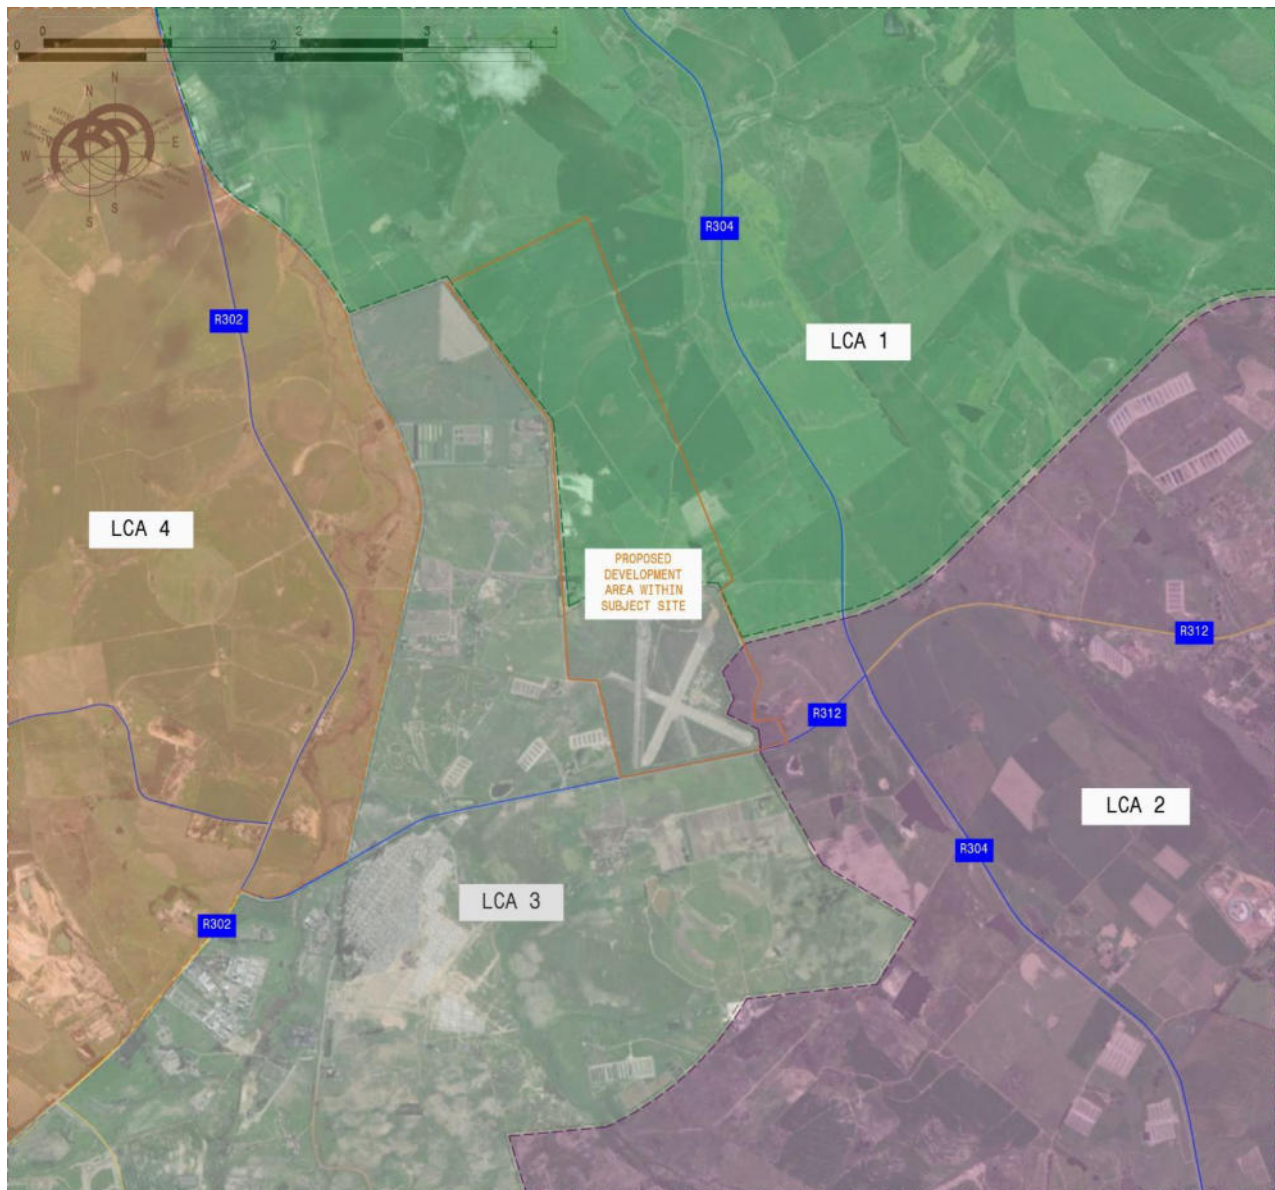 0 1 2 3 4
0 2 4
N
N
W E
S
S
R304
R302
LCA 1
LCA 4
PROPOSED
DEVELOPMENT
AREA WITHIN
SUBJECT SITE
R312
R312
LCA 2
R304
LCA 3
R302